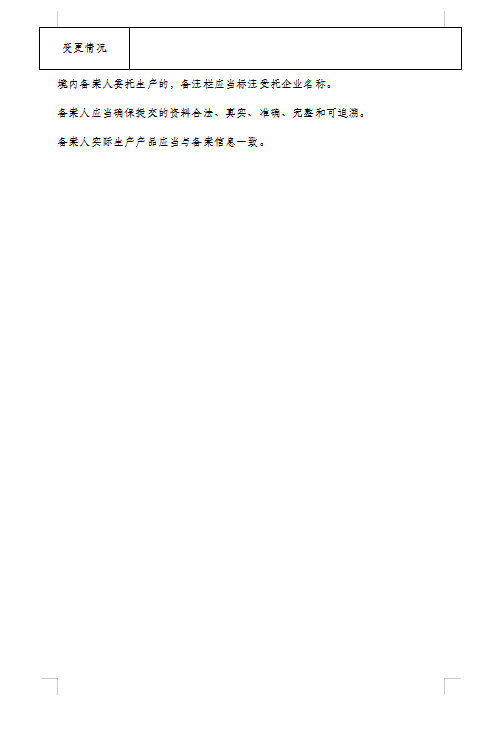 变更情况
境内备案人委托生产的，备注栏应当标注受托企业名称。
备案人应当确保提交的资料合法、真实、准确、完整和可追溯。
备案人实际生产产品应当与备案信息一致。